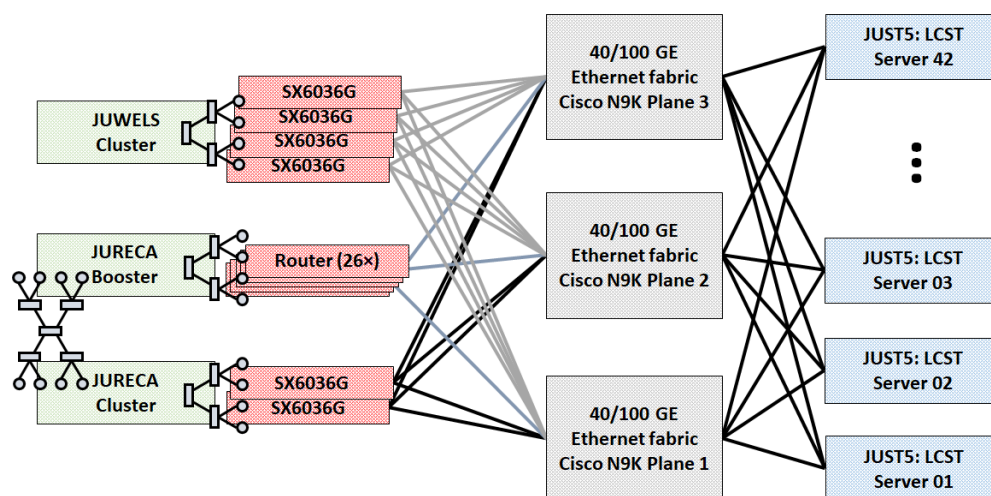 JUWELS
Cluster
SX6036G
SX6036G
SX6036G
SX6036G
JURECA
Booster
Router (26×)
JURECA
Cluster
SX6036G
SX6036G
40/100 GE
Ethernet fabric
Cisco N9K Plane 3
40/100 GE
Ethernet fabric
Cisco N9K Plane 2
40/100 GE
Ethernet fabric
Cisco N9K Plane 1
JUST5: LCST
Server 42
JUST5: LCST
Server 03
JUST5: LCST
Server 02
JUST5: LCST
Server 01